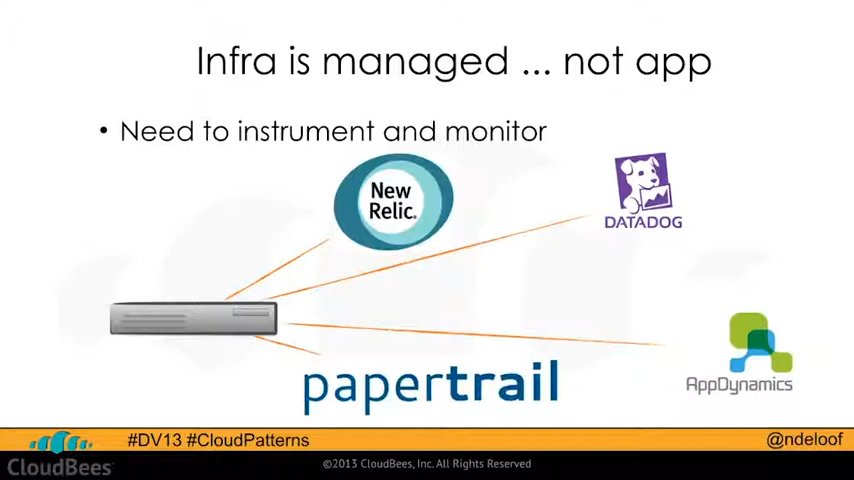 Infra is managed ... not app
• Need to instrument and monitor
New
Relic.
DATADOG
papertrail
AppDynamics
#DV13 #CloudPatterns
@ndeloof
CloudBees
©2013 CloudBees, Inc. All Rights Reserved